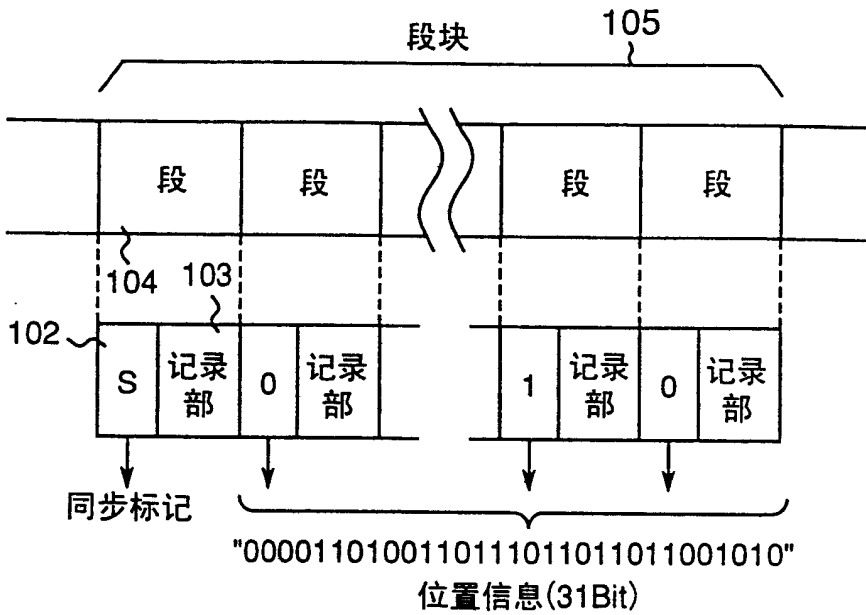 段块
105
段 段 段 段
104
103
102
S 记录部 0 记录部 1 记录部 0 记录部
同步标记
"0000110100110111011011011001010"
位置信息(31Bit)